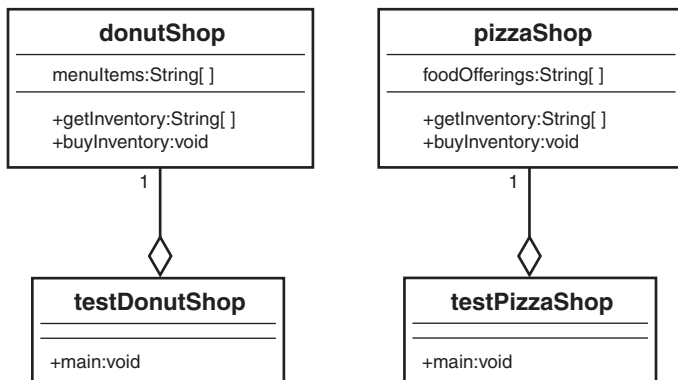 donutShop
menuItems:String[ ]
+getInventory:String[ ]
+buyInventory:void
1
testDonutShop
+main:void
pizzaShop
foodOfferings:String[ ]
+getInventory:String[ ]
+buyInventory:void
1
testPizzaShop
+main:void